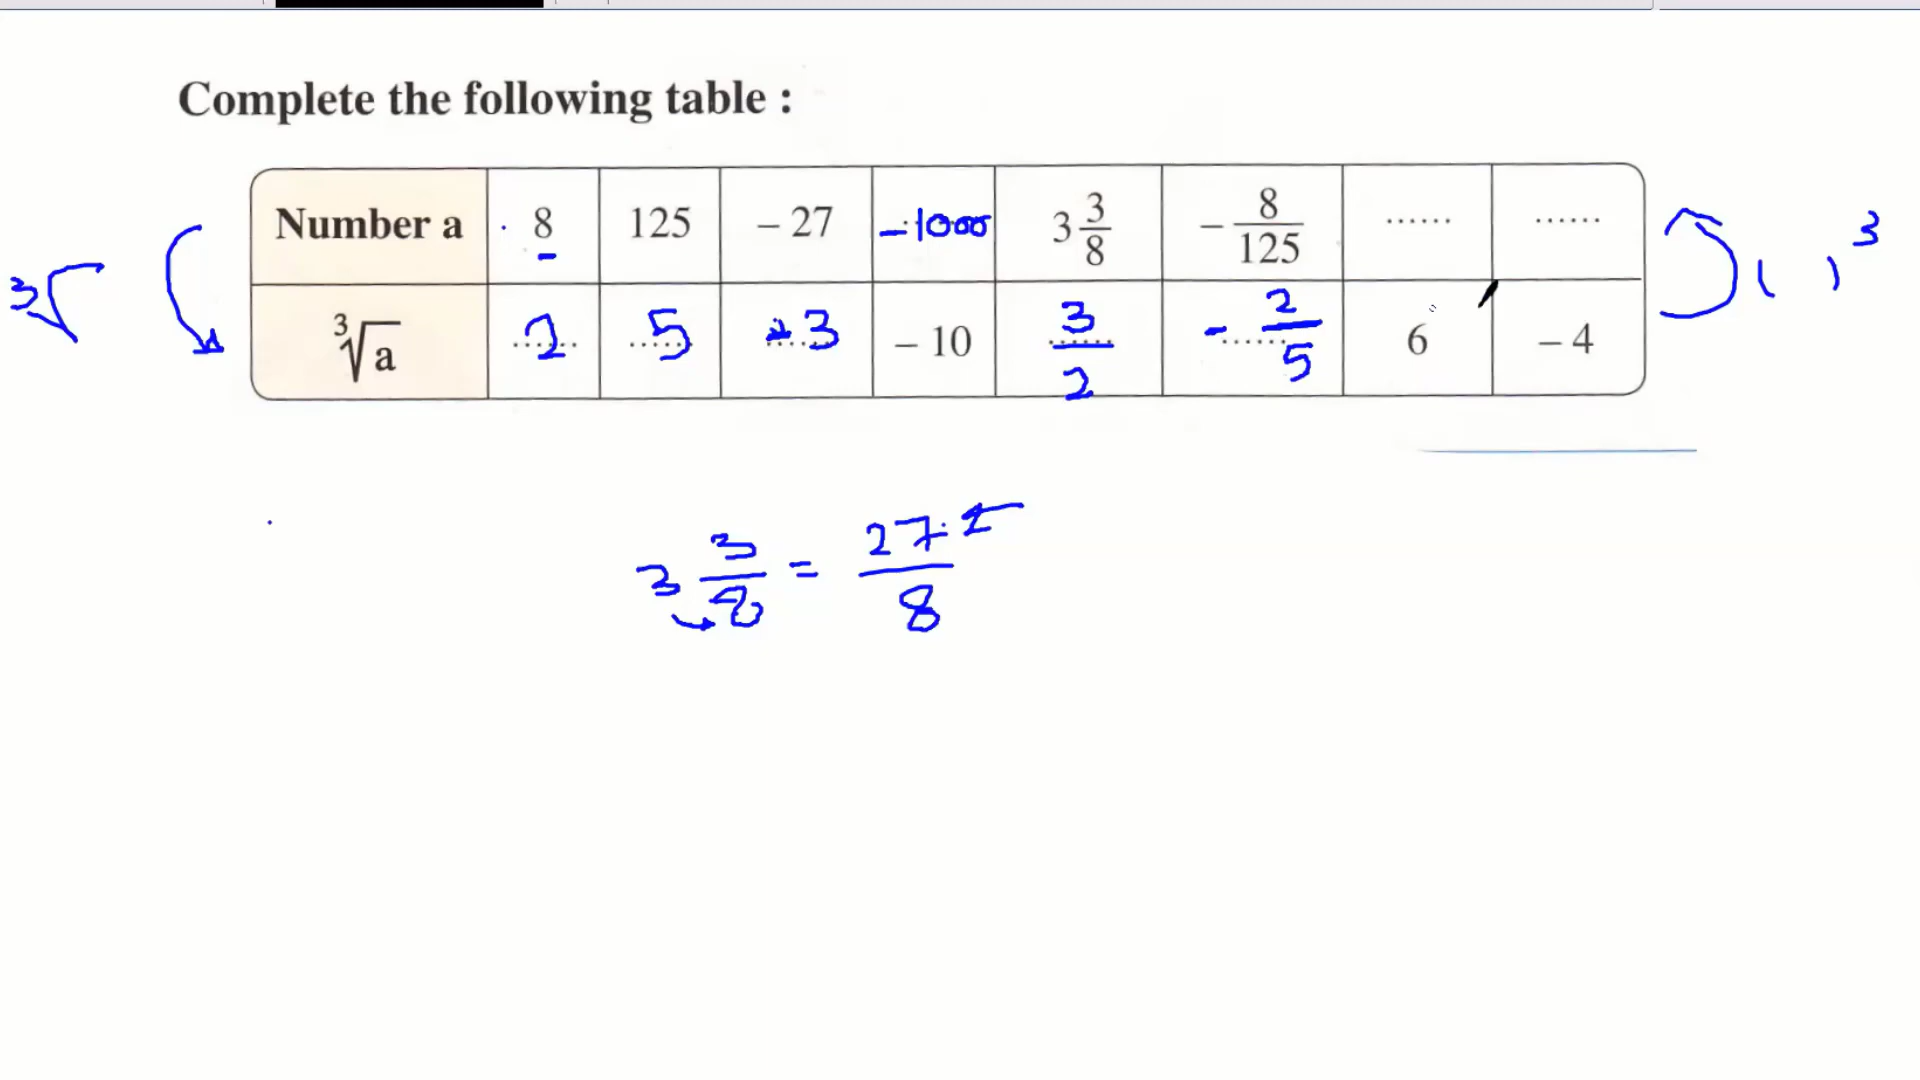 Complete the following table :
Number a 8 125 – 27 –1000 3 3/8 – 8/125 ...... ......
∛a 2 5 -3 – 10 3/2 - 2/5 6 – 4
∛
( )³
3 3/8 = 27/8